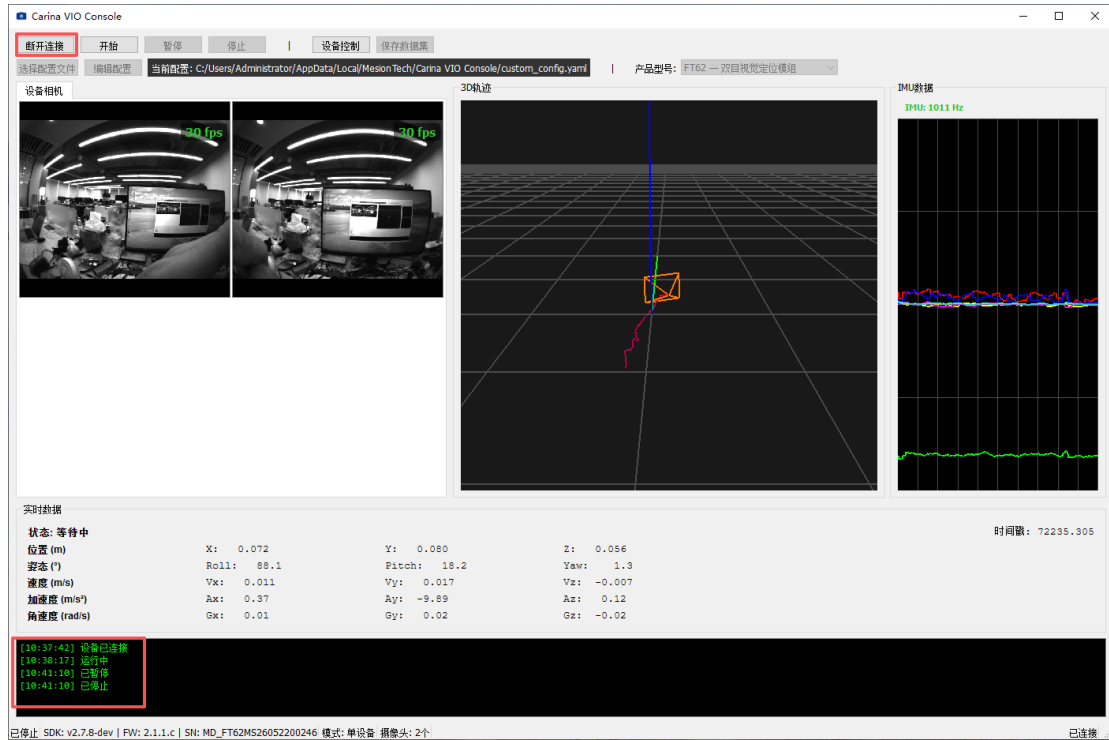 Carina VIO Console
断开连接 开始 暂停 停止 | 设备控制 保存数据集
选择配置文件 编辑配置 当前配置: C:/Users/Administrator/AppData/Local/MesionTech/Carina VIO Console/custom_config.yaml | 产品型号: FT62 — 双目视觉定位模组
设备相机
30 fps 30 fps
3D轨迹
IMU数据
IMU: 1011 Hz
实时数据
状态: 等待中 时间戳: 72235.305
位置 (m) X: 0.072 Y: 0.080 Z: 0.056
姿态 (°) Roll: 88.1 Pitch: 18.2 Yaw: 1.3
速度 (m/s) Vx: 0.011 Vy: 0.017 Vz: -0.007
加速度 (m/s²) Ax: 0.37 Ay: -9.89 Az: 0.12
角速度 (rad/s) Gx: 0.01 Gy: 0.02 Gz: -0.02
[10:37:42] 设备已连接
[10:38:17] 运行中
[10:41:10] 已暂停
[10:41:10] 已停止
已停止 SDK: v2.7.8-dev | FW: 2.1.1.c | SN: MD_FT62MS26052200246 模式: 单设备 摄像头: 2个 已连接